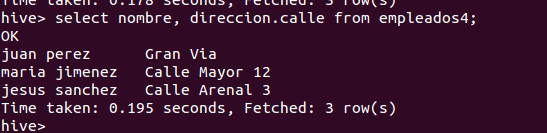 Time taken: 0.178 seconds, Fetched: 3 row(s)
hive> select nombre, direccion.calle from empleados4;
OK
juan perez	Gran Via
maria jimenez	Calle Mayor 12
jesus sanchez	Calle Arenal 3
Time taken: 0.195 seconds, Fetched: 3 row(s)
hive>